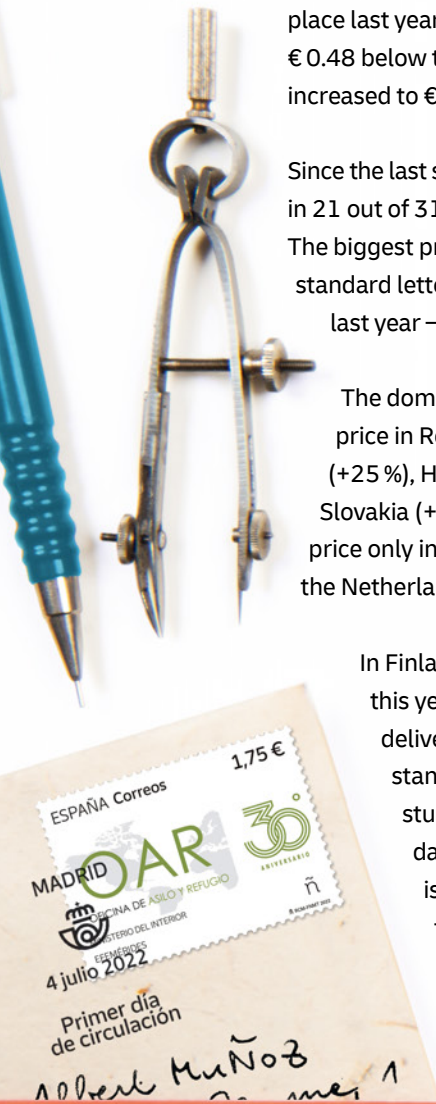 place last year
€ 0.48 below t
increased to €
Since the last s
in 21 out of 31
The biggest pr
standard lette
last year –
The dom
price in Ro
(+25 %), H
Slovakia (+
price only in
the Netherla
In Finla
this ye
delive
stan
stu
da
is
1,75 €
ESPAÑA Correos
30°
ANIVERSARIO
OAR
MADRID
OFICINA DE ASILO Y REFUGIO
MINISTERIO DEL INTERIOR
EFEMÉRIDES
ñ
4 julio 2022
Primer día
de circulación
Albert MuÑoz